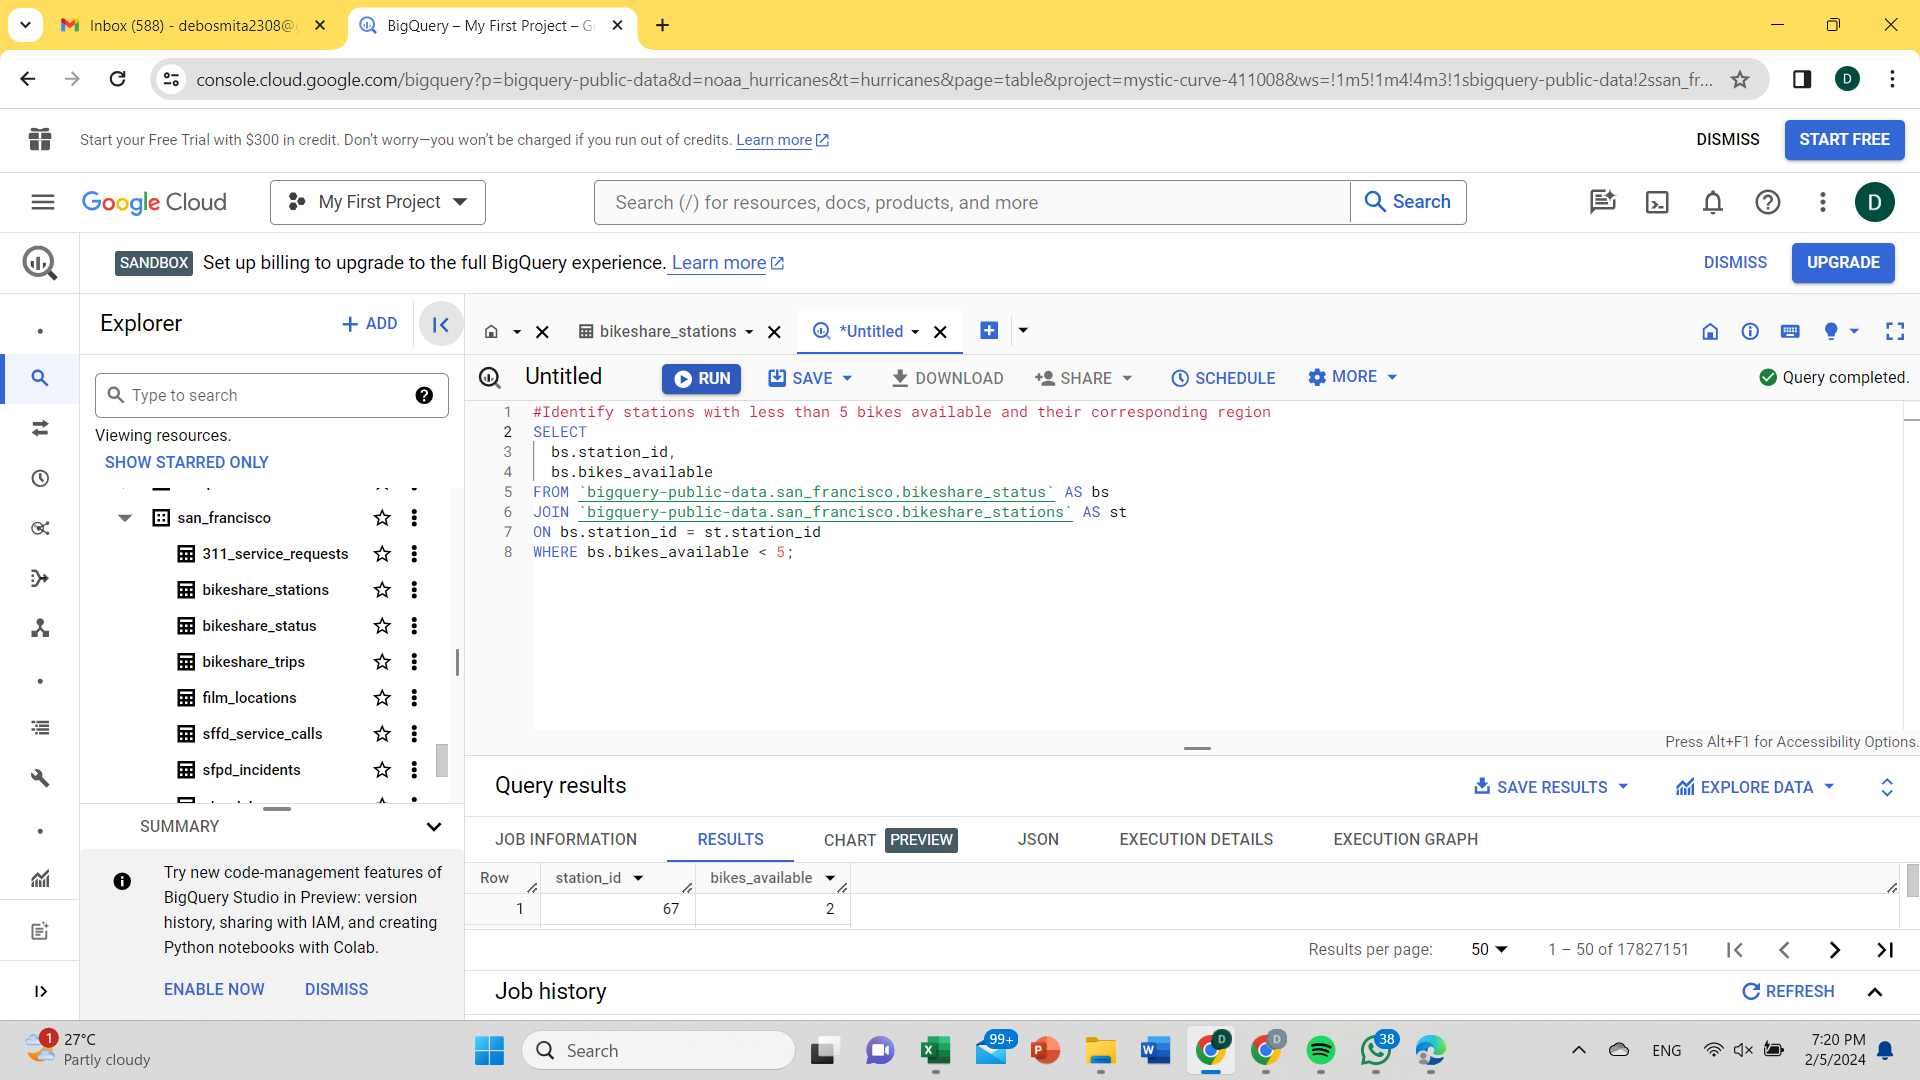 Inbox (588) - debosmita2308@
BigQuery – My First Project – Go
console.cloud.google.com/bigquery?p=bigquery-public-data&d=noaa_hurricanes&t=hurricanes&page=table&project=mystic-curve-411008&ws=!1m5!1m4!4m3!1sbigquery-public-data!2ssan_fr...
D
Start your Free Trial with $300 in credit. Don't worry—you won't be charged if you run out of credits. Learn more
DISMISS
START FREE
Google Cloud
My First Project
Search (/) for resources, docs, products, and more
Search
D
SANDBOX Set up billing to upgrade to the full BigQuery experience. Learn more
DISMISS
UPGRADE
Explorer
+ ADD
bikeshare_stations
*Untitled
Untitled
RUN
SAVE
DOWNLOAD
SHARE
SCHEDULE
MORE
Query completed.
Type to search
Viewing resources.
SHOW STARRED ONLY
san_francisco
311_service_requests
bikeshare_stations
bikeshare_status
bikeshare_trips
film_locations
sffd_service_calls
sfpd_incidents
1 #Identify stations with less than 5 bikes available and their corresponding region
2 SELECT
3 bs.station_id,
4 bs.bikes_available
5 FROM `bigquery-public-data.san_francisco.bikeshare_status` AS bs
6 JOIN `bigquery-public-data.san_francisco.bikeshare_stations` AS st
7 ON bs.station_id = st.station_id
8 WHERE bs.bikes_available < 5;
Press Alt+F1 for Accessibility Options.
SUMMARY
Try new code-management features of
BigQuery Studio in Preview: version
history, sharing with IAM, and creating
Python notebooks with Colab.
ENABLE NOW
DISMISS
Query results
SAVE RESULTS
EXPLORE DATA
JOB INFORMATION
RESULTS
CHART PREVIEW
JSON
EXECUTION DETAILS
EXECUTION GRAPH
Row station_id bikes_available
1 67 2
Results per page: 50 1 – 50 of 17827151
Job history
REFRESH
1
27°C
Partly cloudy
Search
99+
D
D
38
ENG
7:20 PM
2/5/2024